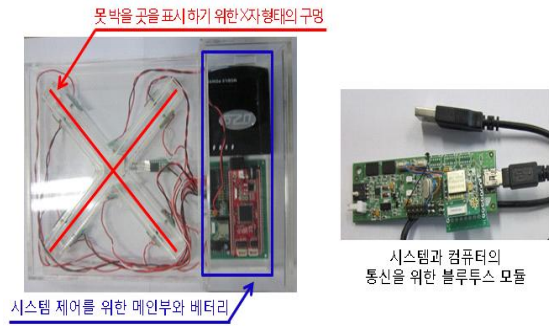 못 박을 곳을 표시하기 위한 X자 형태의 구멍
시스템 제어를 위한 메인부와 베터리
시스템과 컴퓨터의
통신을 위한 블루투스 모듈